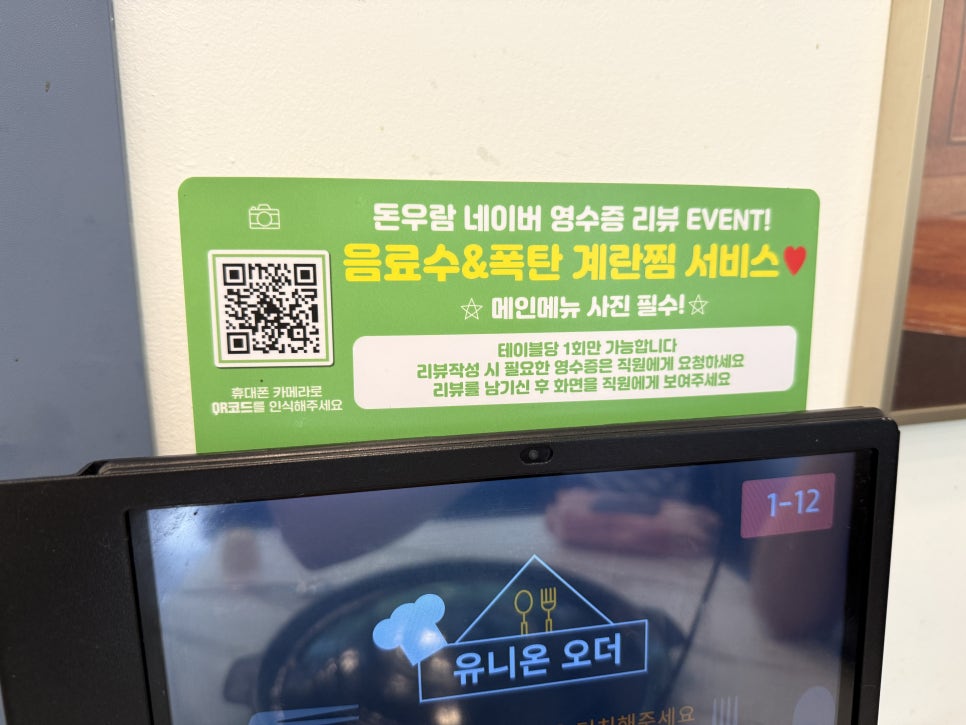 돈우람 네이버 영수증 리뷰 EVENT!
음료수&폭탄 계란찜 서비스♥
☆ 메인메뉴 사진 필수! ☆
테이블당 1회만 가능합니다
리뷰작성 시 필요한 영수증은 직원에게 요청하세요
리뷰를 남기신 후 화면을 직원에게 보여주세요
휴대폰 카메라로
QR코드를 인식해주세요
1-12
유니온 오더